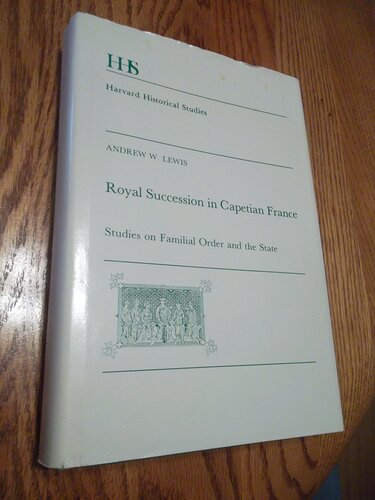 HHS
Harvard Historical Studies
ANDREW W. LEWIS
Royal Succession in Capetian France
Studies on Familial Order and the State